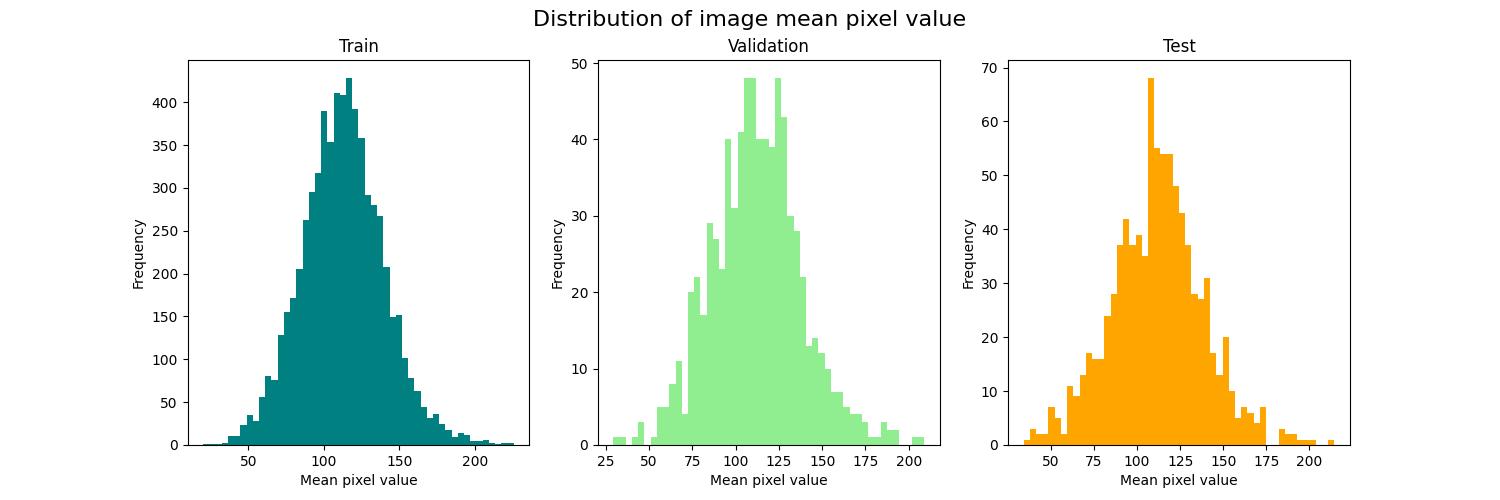 Distribution of image mean pixel value
Train
Validation
Test
Frequency
400
350
300
250
200
150
100
50
0
50 100 150 200
Mean pixel value
Frequency
50
40
30
20
10
0
25 50 75 100 125 150 175 200
Mean pixel value
Frequency
70
60
50
40
30
20
10
0
50 75 100 125 150 175 200
Mean pixel value